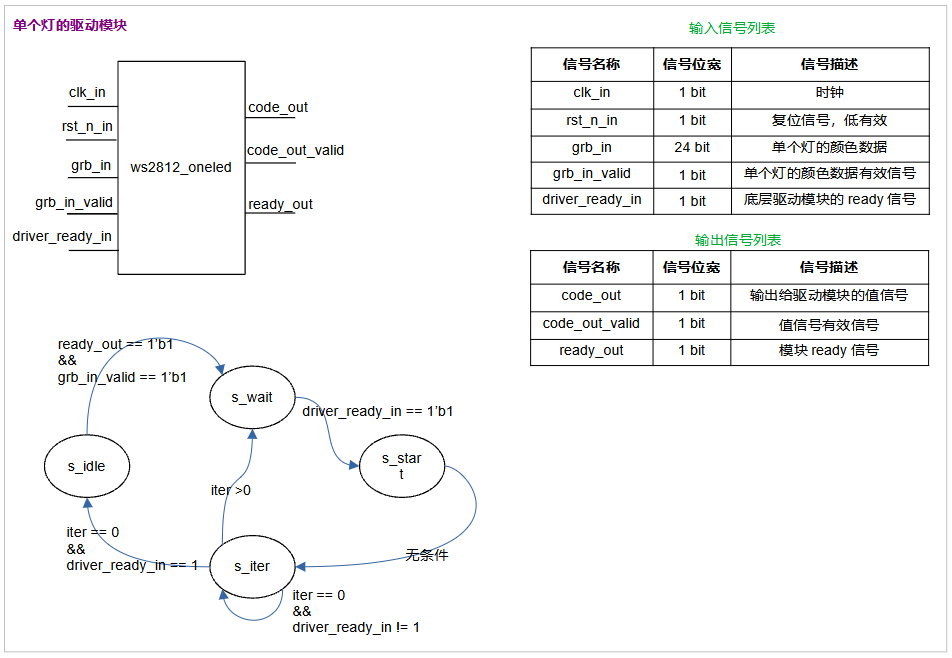 单个灯的驱动模块
clk_in
rst_n_in
grb_in
grb_in_valid
driver_ready_in
ws2812_oneled
code_out
code_out_valid
ready_out
输入信号列表
信号名称 信号位宽 信号描述
clk_in 1 bit 时钟
rst_n_in 1 bit 复位信号，低有效
grb_in 24 bit 单个灯的颜色数据
grb_in_valid 1 bit 单个灯的颜色数据有效信号
driver_ready_in 1 bit 底层驱动模块的 ready 信号
输出信号列表
信号名称 信号位宽 信号描述
code_out 1 bit 输出给驱动模块的值信号
code_out_valid 1 bit 值信号有效信号
ready_out 1 bit 模块 ready 信号
ready_out == 1’b1
&&
grb_in_valid == 1’b1
s_wait
driver_ready_in == 1’b1
s_star
t
s_idle
iter >0
iter == 0
&&
driver_ready_in == 1
s_iter
无条件
iter == 0
&&
driver_ready_in != 1